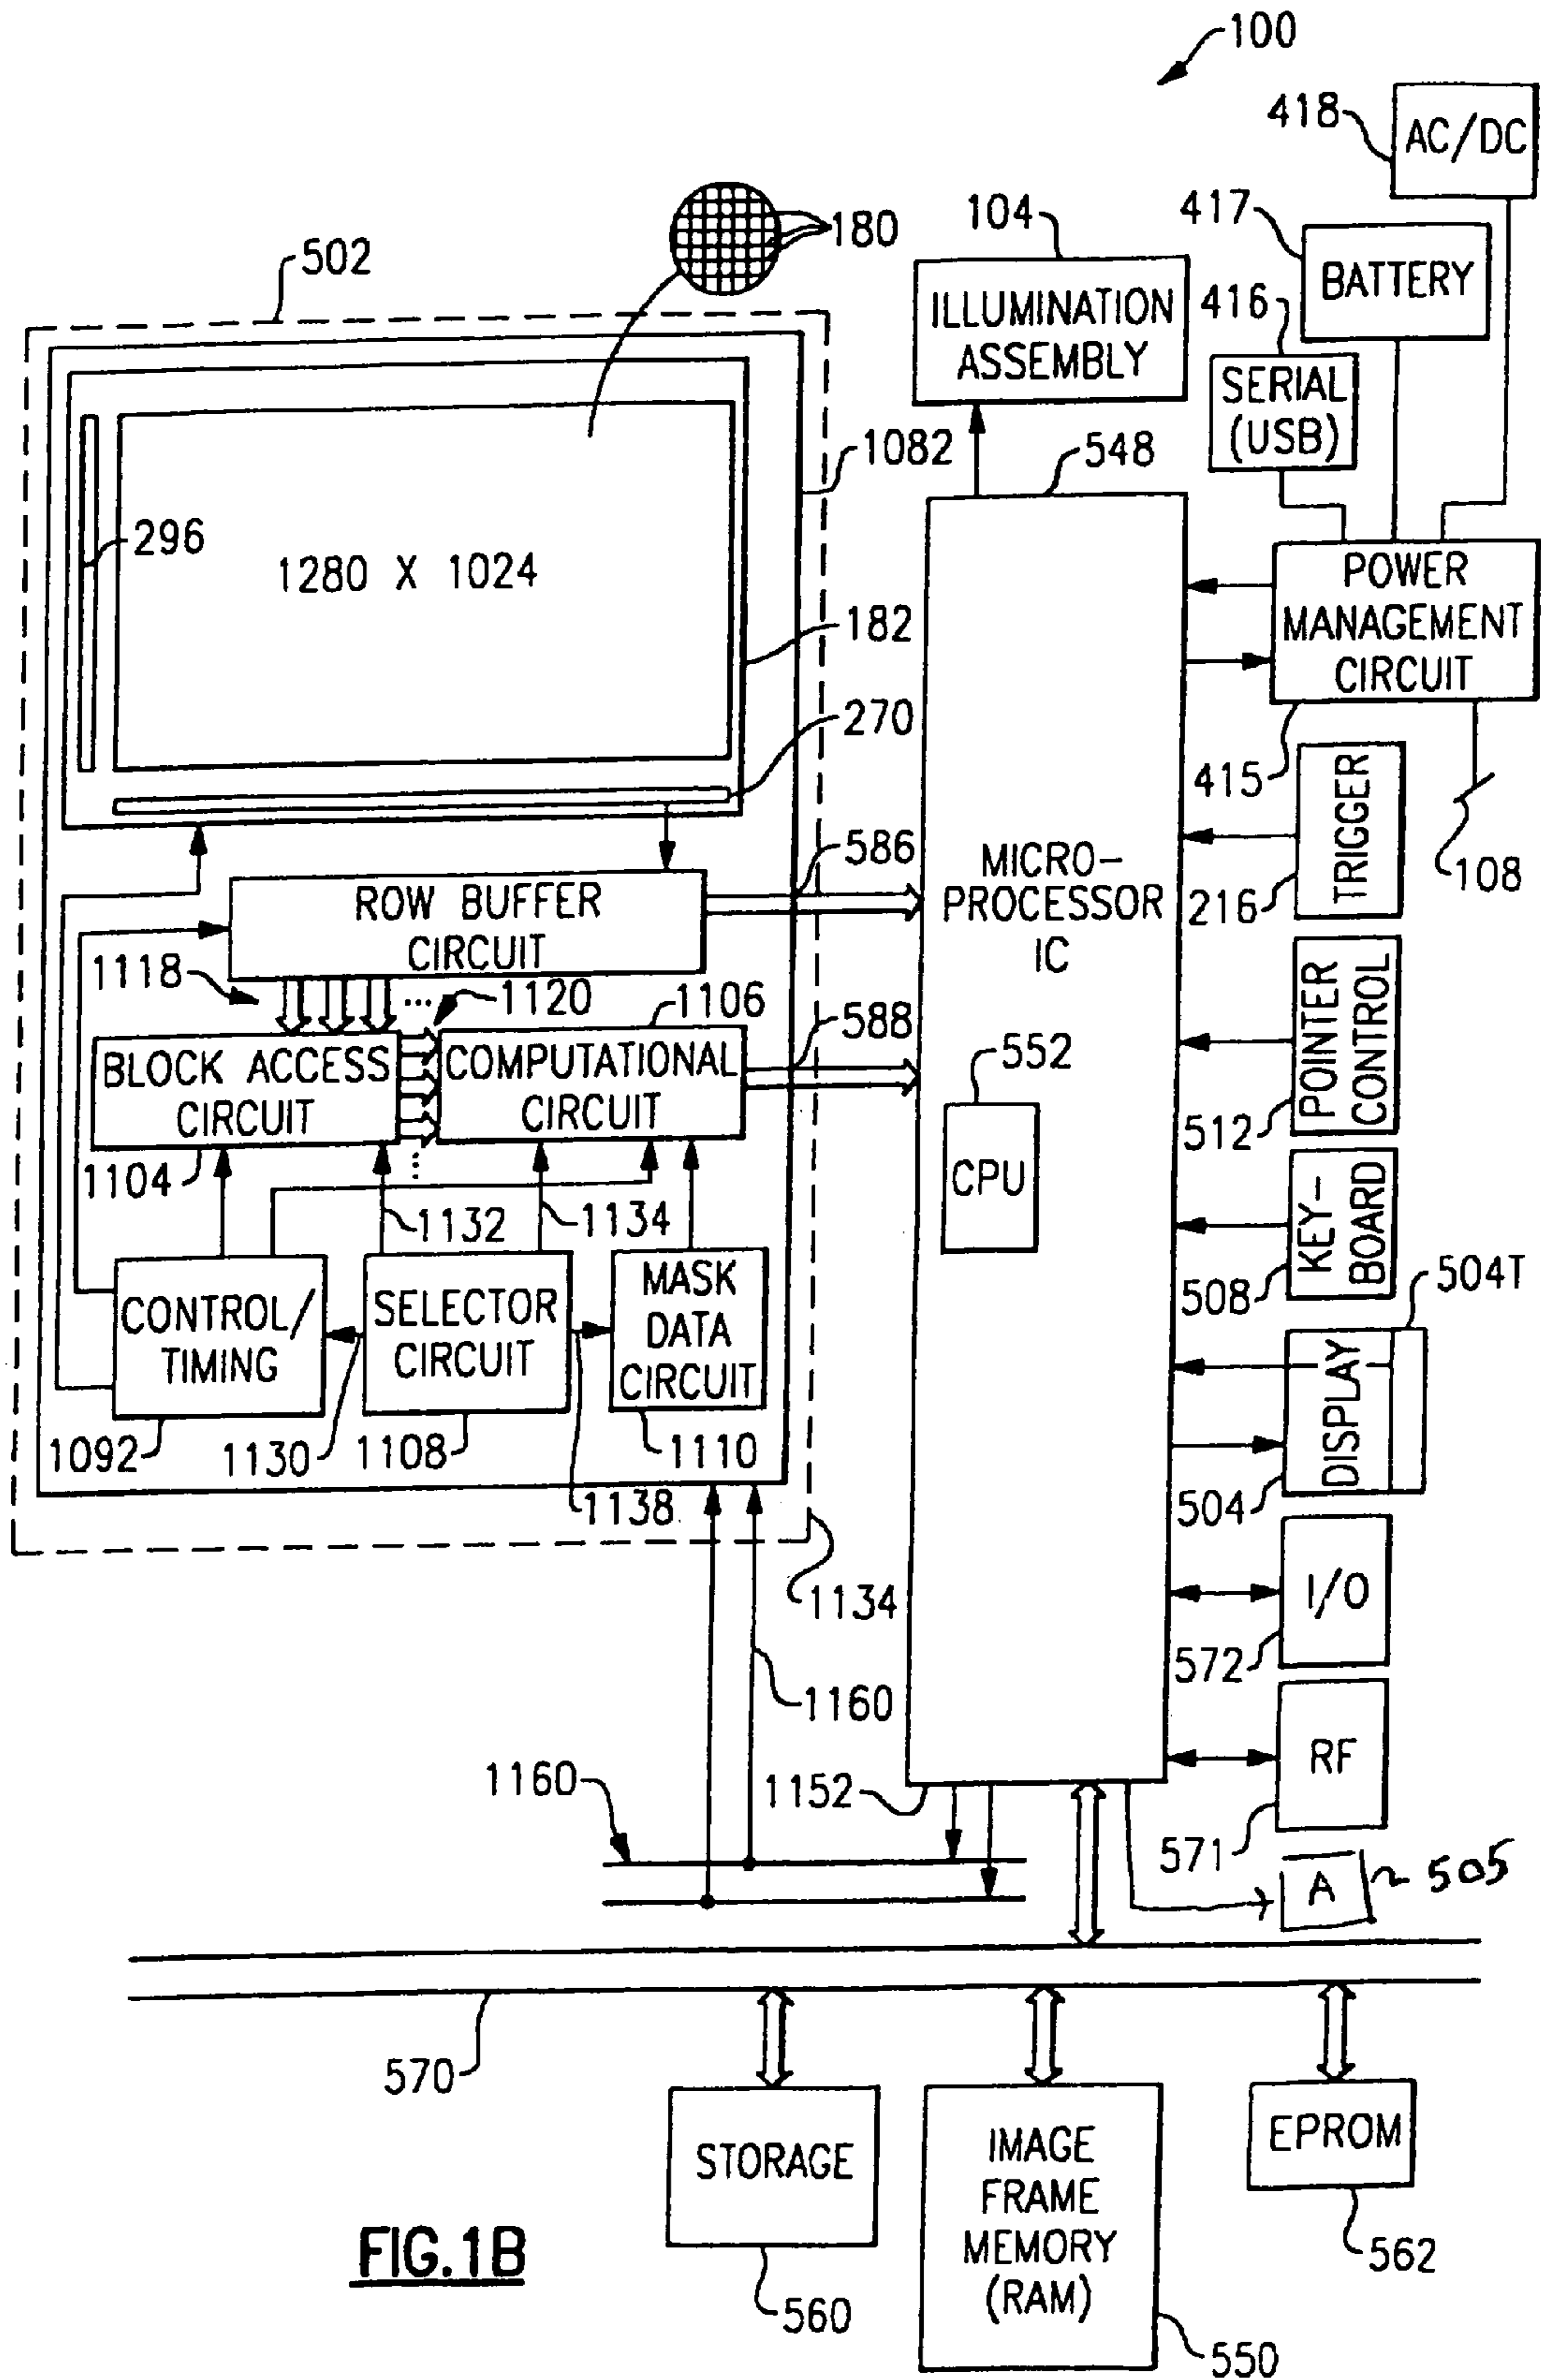 100
418
AC/DC
417
BATTERY
416
SERIAL
(USB)
180
502
104
ILLUMINATION
ASSEMBLY
1082
548
296
1280 X 1024
182
270
POWER
MANAGEMENT
CIRCUIT
415
108
TRIGGER
216
586
ROW BUFFER
CIRCUIT
MICRO-
PROCESSOR
IC
1118
...
1120
1106
588
BLOCK ACCESS
CIRCUIT
COMPUTATIONAL
CIRCUIT
1104
...
1132
1134
552
CPU
POINTER
CONTROL
512
KEY-
BOARD
508
504T
CONTROL/
TIMING
SELECTOR
CIRCUIT
MASK
DATA
CIRCUIT
DISPLAY
504
1092
1130
1108
1138
1110
1134
I/O
572
1160
1160
1152
RF
571
A
505
570
STORAGE
560
IMAGE
FRAME
MEMORY
(RAM)
550
EPROM
562
FIG.1B